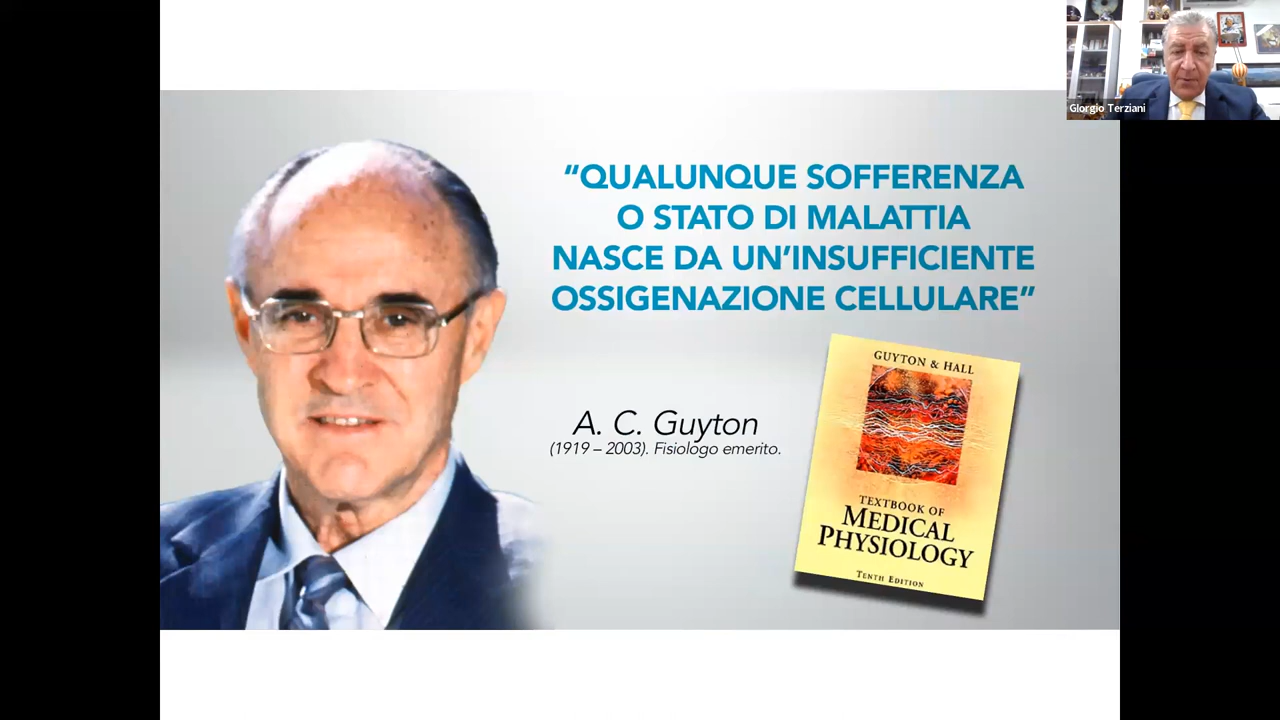 Giorgio Terziani
“QUALUNQUE SOFFERENZA
O STATO DI MALATTIA
NASCE DA UN’INSUFFICIENTE
OSSIGENAZIONE CELLULARE”
A. C. Guyton
(1919 – 2003). Fisiologo emerito.
GUYTON & HALL
TEXTBOOK OF
MEDICAL
PHYSIOLOGY
TENTH EDITION